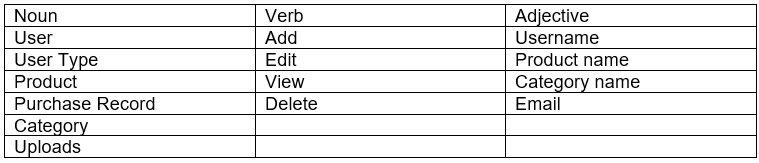 Noun Verb Adjective
User Add Username
User Type Edit Product name
Product View Category name
Purchase Record Delete Email
Category
Uploads